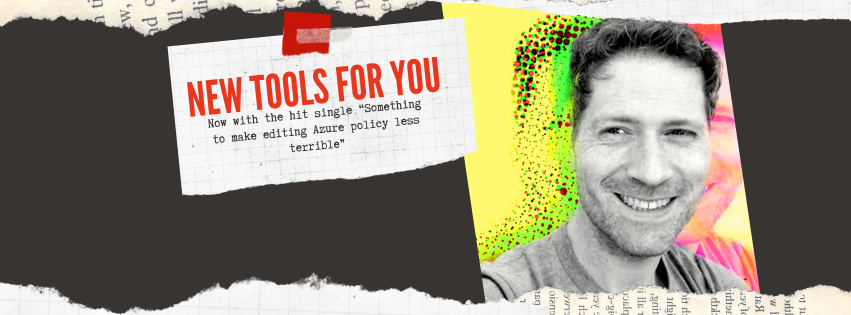 NEW TOOLS FOR YOU
Now with the hit single "Something
to make editing Azure policy less
terrible"